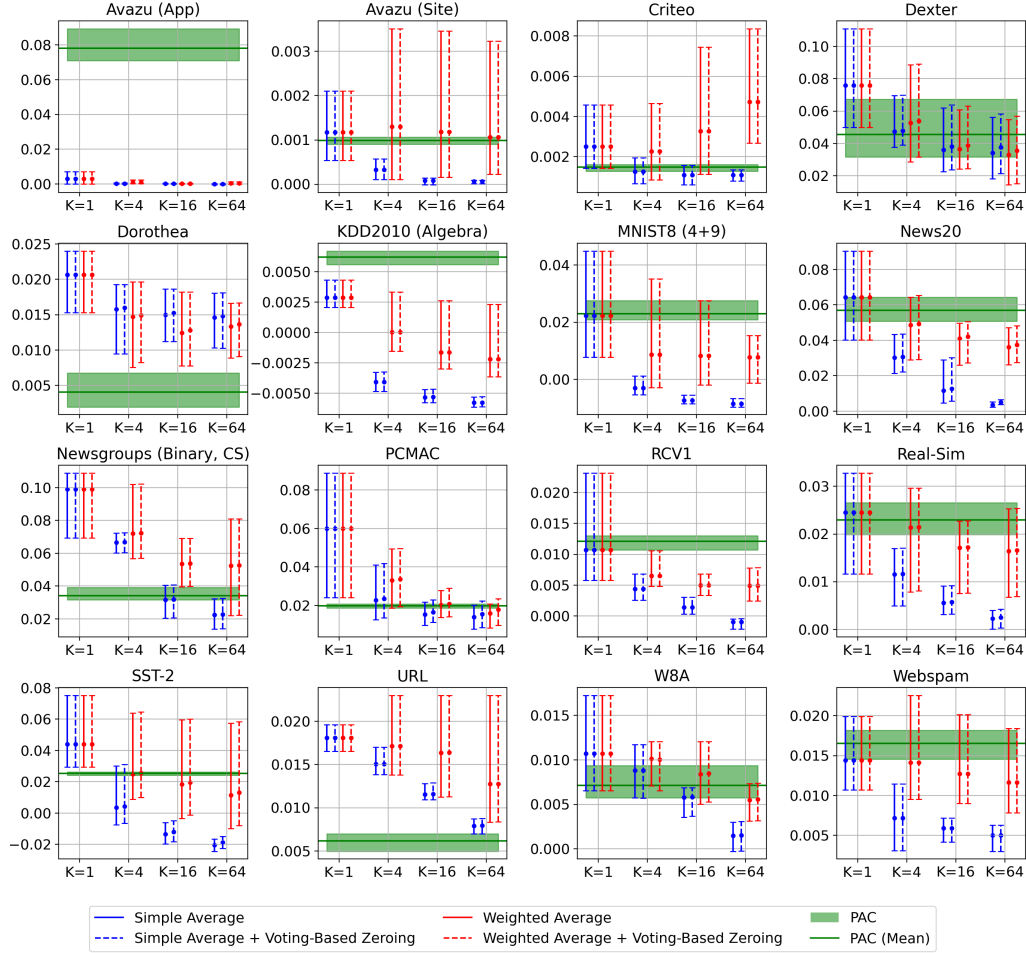 Avazu (App)
Avazu (Site)
Criteo
Dexter
0.08
0.06
0.04
0.02
0.00
K=1
K=4
K=16
K=64
0.003
0.002
0.001
0.000
K=1
K=4
K=16
K=64
0.008
0.006
0.004
0.002
K=1
K=4
K=16
K=64
0.10
0.08
0.06
0.04
0.02
K=1
K=4
K=16
K=64
Dorothea
KDD2010 (Algebra)
MNIST8 (4+9)
News20
0.025
0.020
0.015
0.010
0.005
K=1
K=4
K=16
K=64
0.0050
0.0025
0.0000
−0.0025
−0.0050
K=1
K=4
K=16
K=64
0.04
0.02
0.00
K=1
K=4
K=16
K=64
0.08
0.06
0.04
0.02
0.00
K=1
K=4
K=16
K=64
Newsgroups (Binary, CS)
PCMAC
RCV1
Real-Sim
0.10
0.08
0.06
0.04
0.02
K=1
K=4
K=16
K=64
0.08
0.06
0.04
0.02
K=1
K=4
K=16
K=64
0.020
0.015
0.010
0.005
0.000
K=1
K=4
K=16
K=64
0.03
0.02
0.01
0.00
K=1
K=4
K=16
K=64
SST-2
URL
W8A
Webspam
0.08
0.06
0.04
0.02
0.00
−0.02
K=1
K=4
K=16
K=64
0.020
0.015
0.010
0.005
K=1
K=4
K=16
K=64
0.015
0.010
0.005
0.000
K=1
K=4
K=16
K=64
0.020
0.015
0.010
0.005
K=1
K=4
K=16
K=64
Simple Average
Simple Average + Voting-Based Zeroing
Weighted Average
Weighted Average + Voting-Based Zeroing
PAC
PAC (Mean)